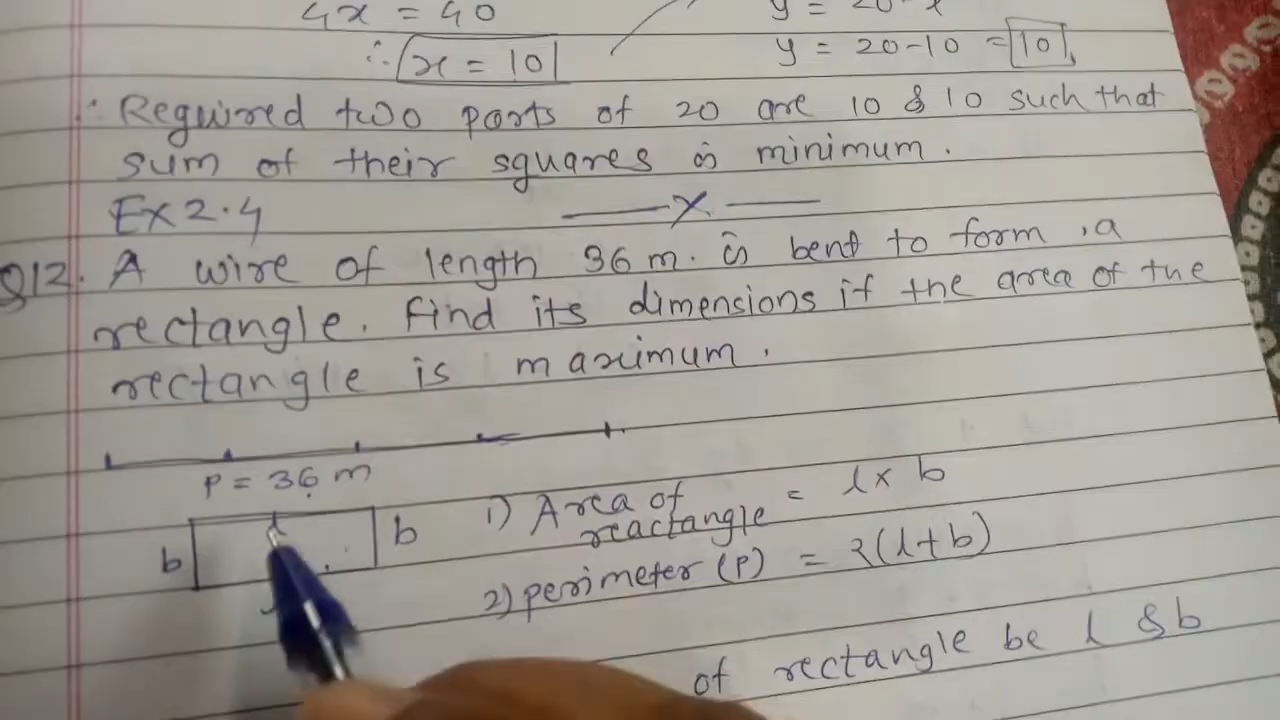 4x = 40
y = 20-x
∴ x = 10
y = 20-10 = 10
∴ Required two parts of 20 are 10 & 10 such that
sum of their squares is minimum.
EX 2.4
—— X ——
Q12. A wire of length 36 m. is bent to form a
rectangle. Find its dimensions if the area of the
rectangle is maximum.
P = 36 m
b
b
1) Area of reactangle = l x b
2) perimeter (P) = 2(l+b)
of rectangle be l & b